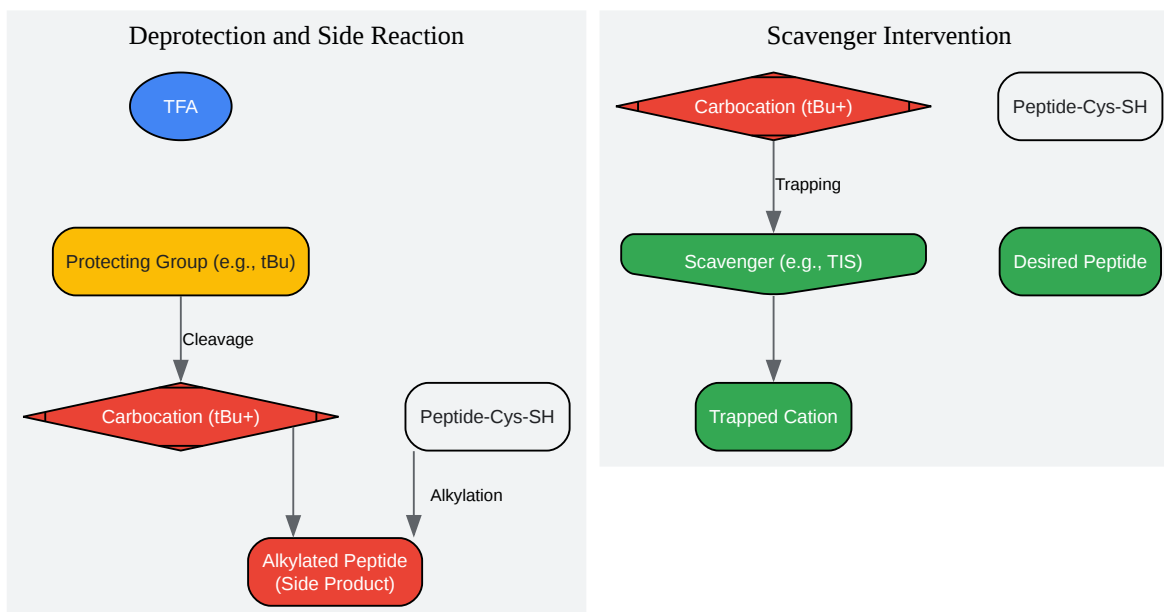 Deprotection and Side Reaction
TFA
Protecting Group (e.g., tBu)
Cleavage
Carbocation (tBu+)
Peptide-Cys-SH
Alkylation
Alkylated Peptide
(Side Product)
Scavenger Intervention
Carbocation (tBu+)
Peptide-Cys-SH
Trapping
Scavenger (e.g., TIS)
Desired Peptide
Trapped Cation